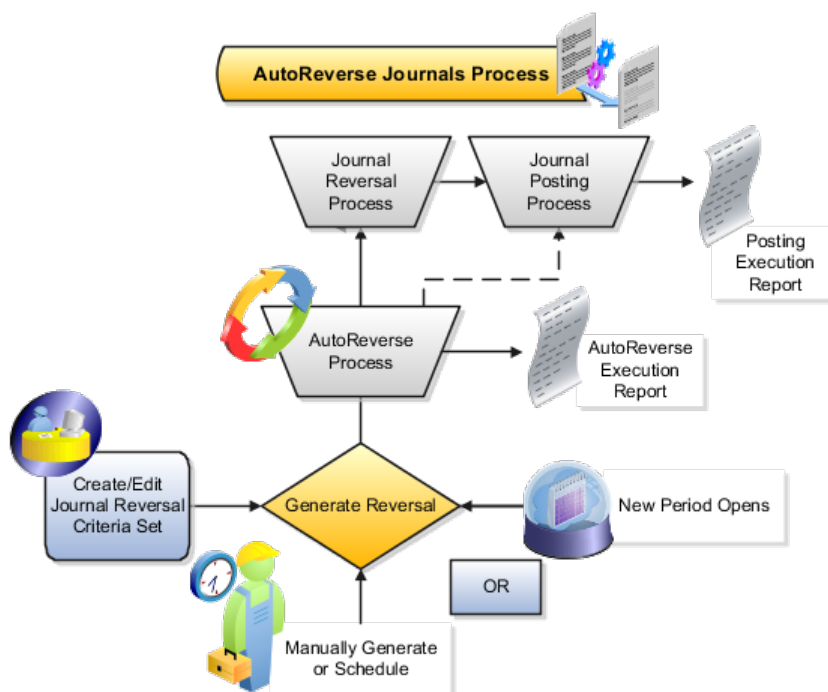 AutoReverse Journals Process
Journal
Reversal
Process
Journal
Posting
Process
Posting
Execution
Report
AutoReverse
Process
AutoReverse
Execution
Report
Create/Edit
Journal Reversal
Criteria Set
Generate Reversal
New Period Opens
OR
Manually Generate
or Schedule